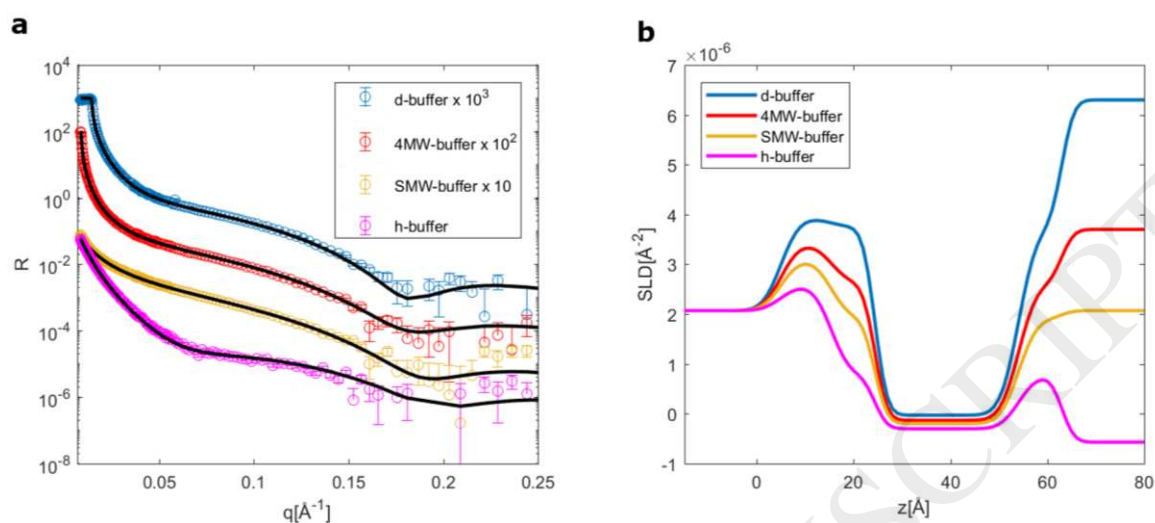 a
b
10^4
10^2
10^0
10^-2
10^-4
10^-6
10^-8
R
d-buffer x 10^3
4MW-buffer x 10^2
SMW-buffer x 10
h-buffer
0.05
0.1
0.15
0.2
0.25
q[Å^-1]
×10^-6
7
6
5
4
3
2
1
0
-1
SLD[Å^-2]
d-buffer
4MW-buffer
SMW-buffer
h-buffer
0
20
40
60
80
z[Å]
SCRIPT